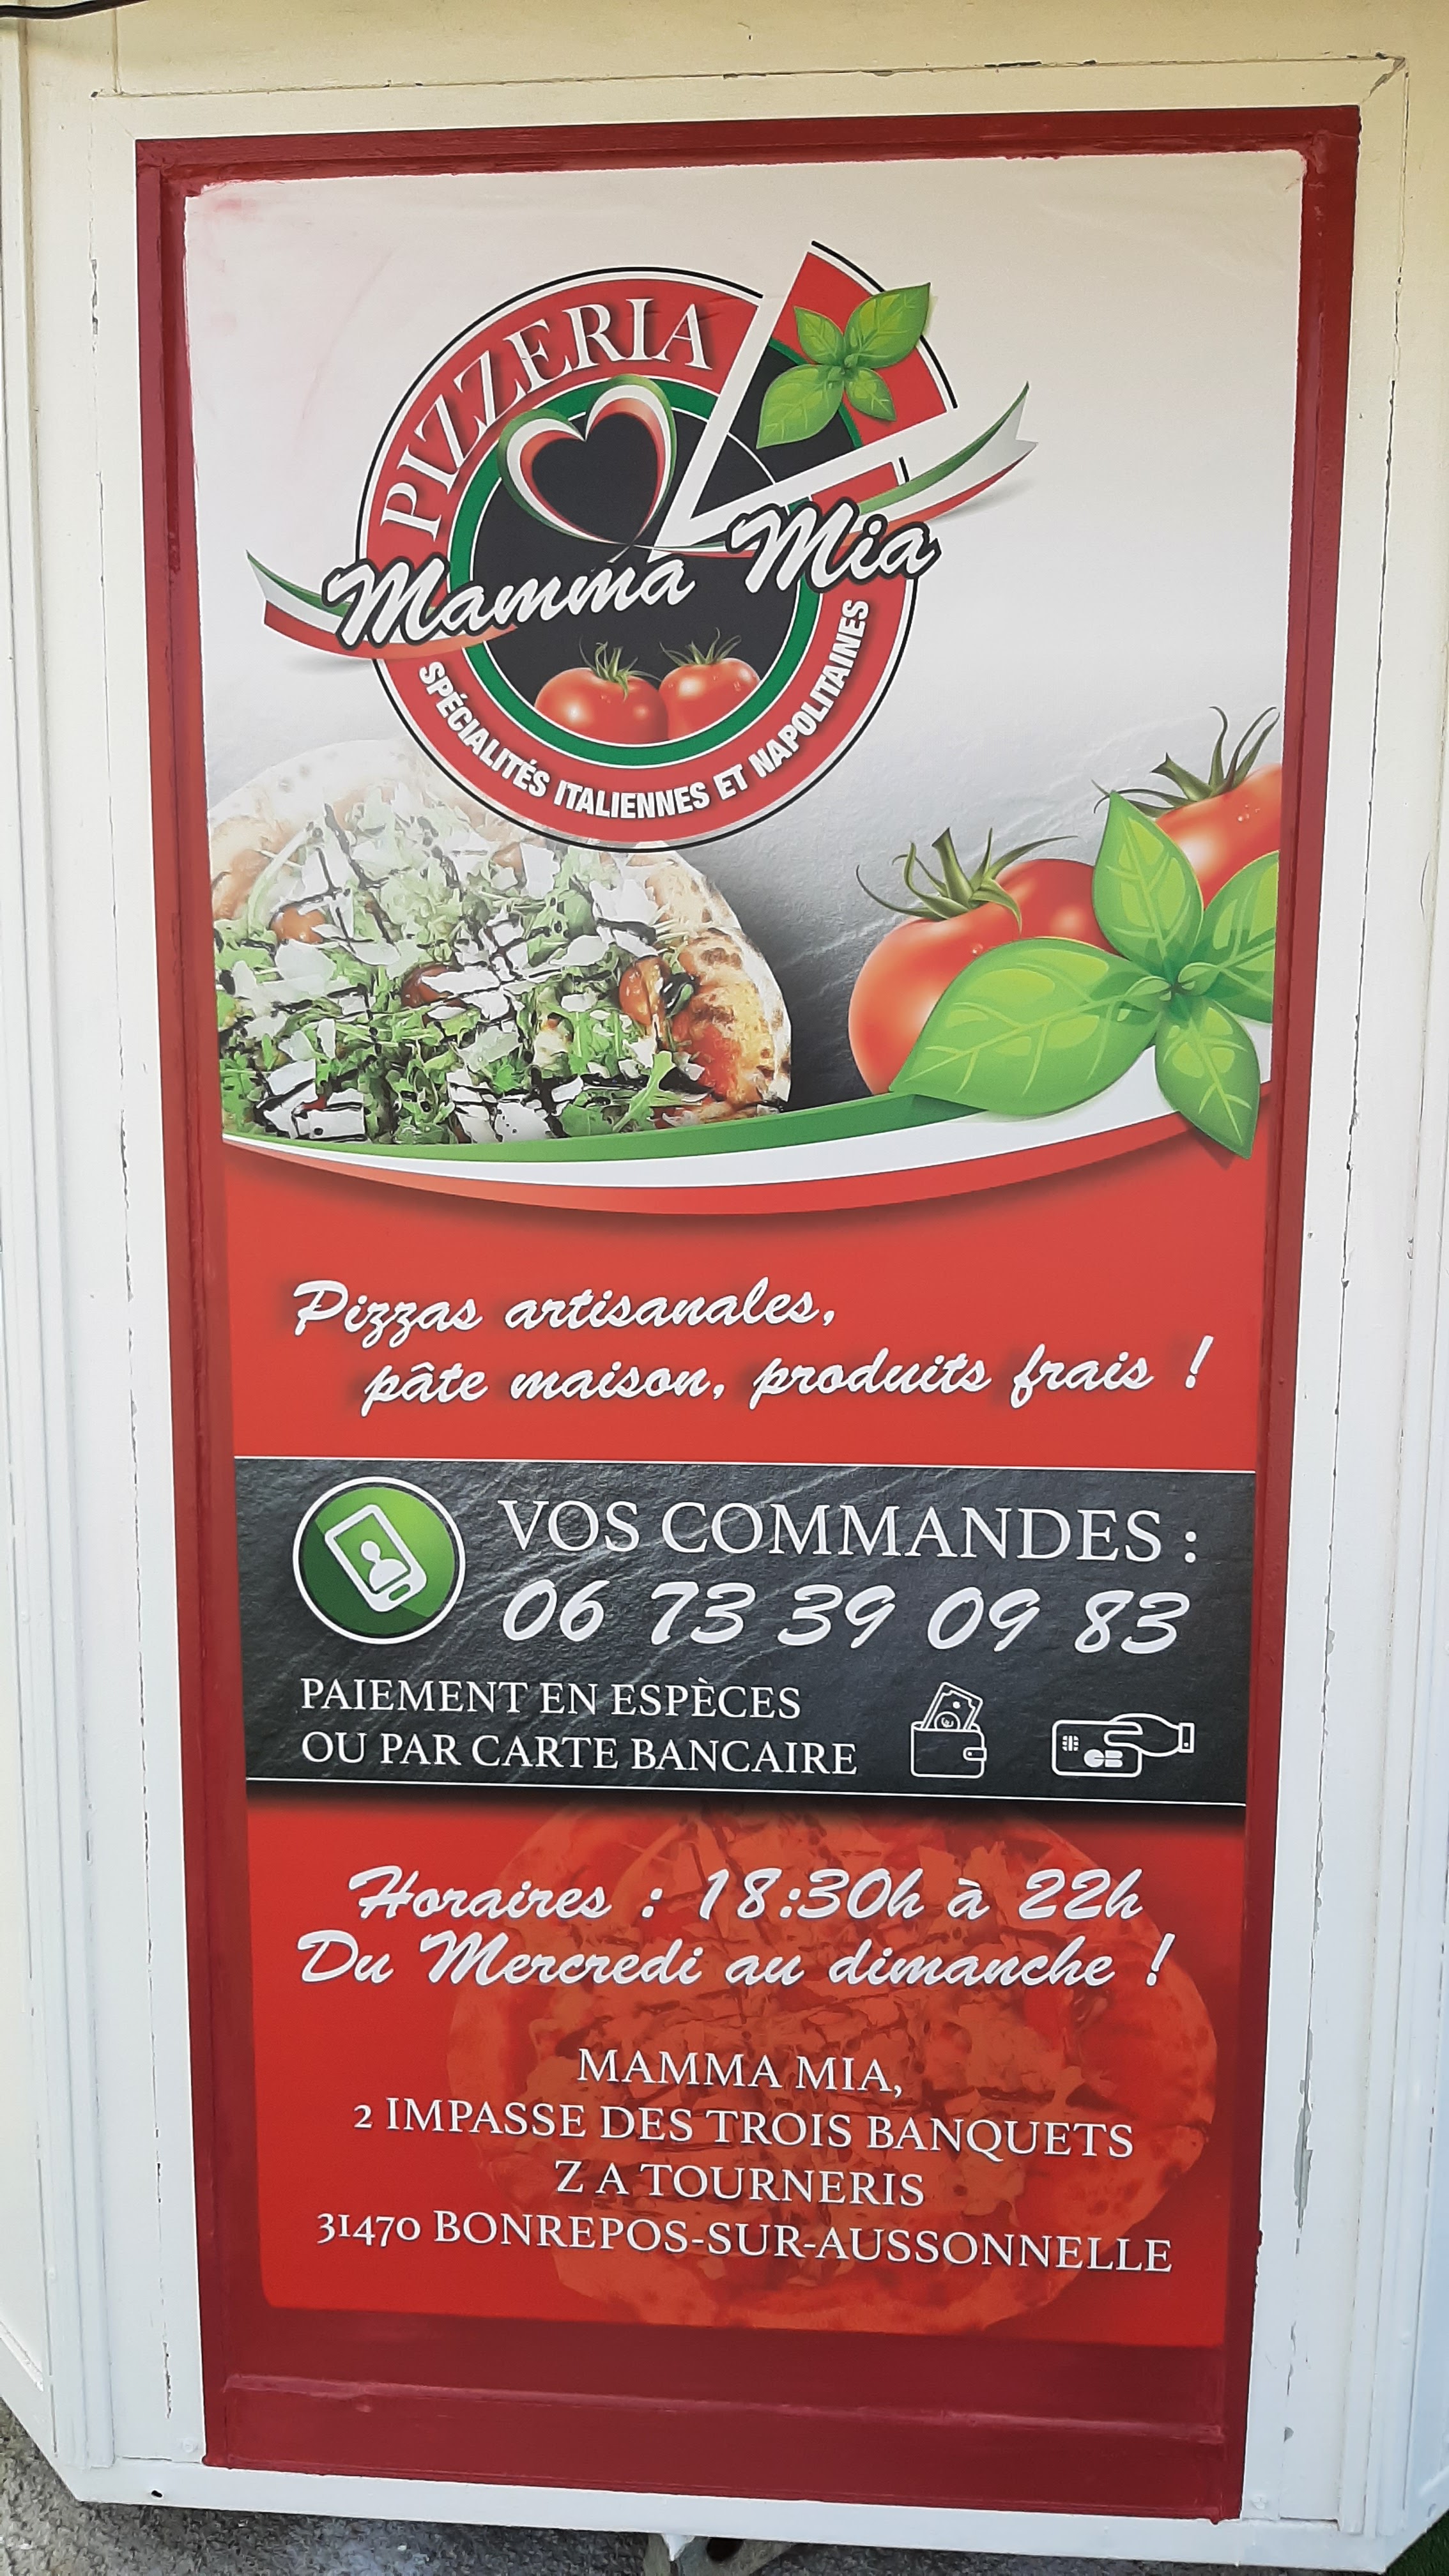 PIZZERIA
Mamma Mia
SPÉCIALITÉS ITALIENNES ET NAPOLITAINES
Pizzas artisanales,
pâte maison, produits frais !
VOS COMMANDES :
06 73 39 09 83
PAIEMENT EN ESPÈCES
OU PAR CARTE BANCAIRE
CB
Horaires : 18:30h à 22h
Du Mercredi au dimanche !
MAMMA MIA,
2 IMPASSE DES TROIS BANQUETS
Z A TOURNERIS
31470 BONREPOS-SUR-AUSSONNELLE